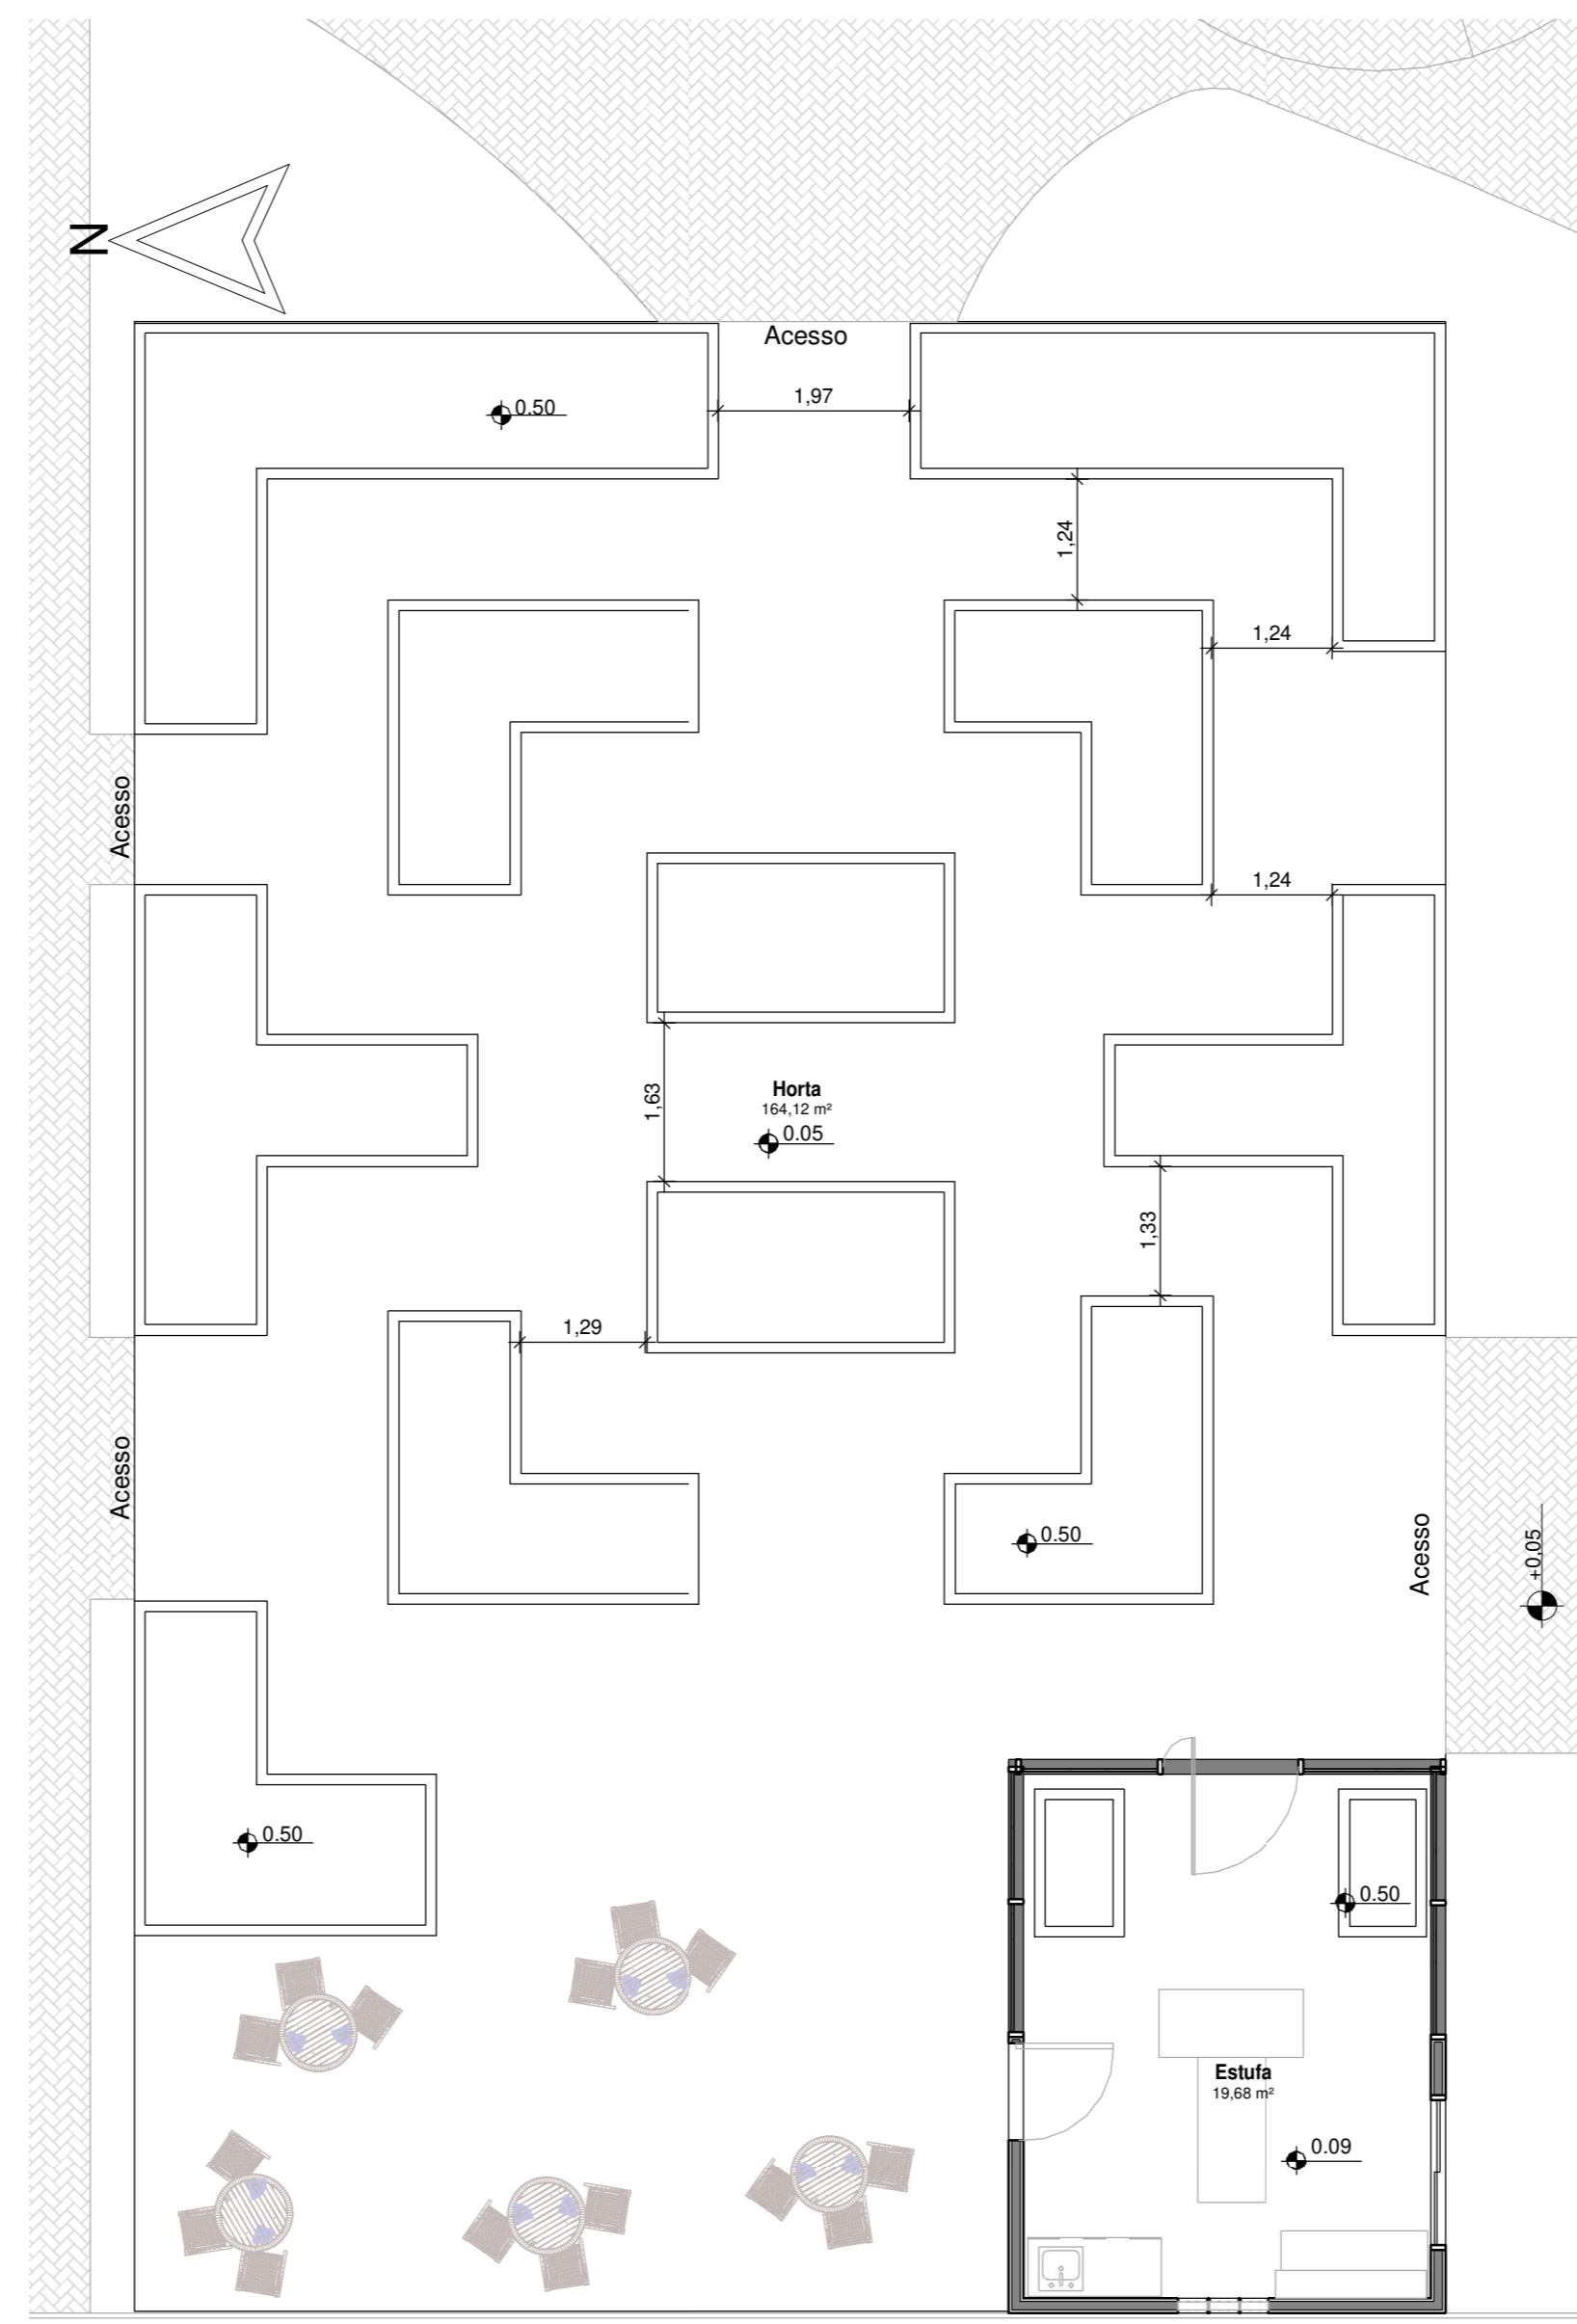 N
Acesso
1,97
0.50
1,24
1,24
Acesso
1,24
Horta
164,12 m²
0.05
1,63
1,33
1,29
Acesso
Acesso
0.50
+0,05
0.50
0.50
Estufa
19,68 m²
0.09